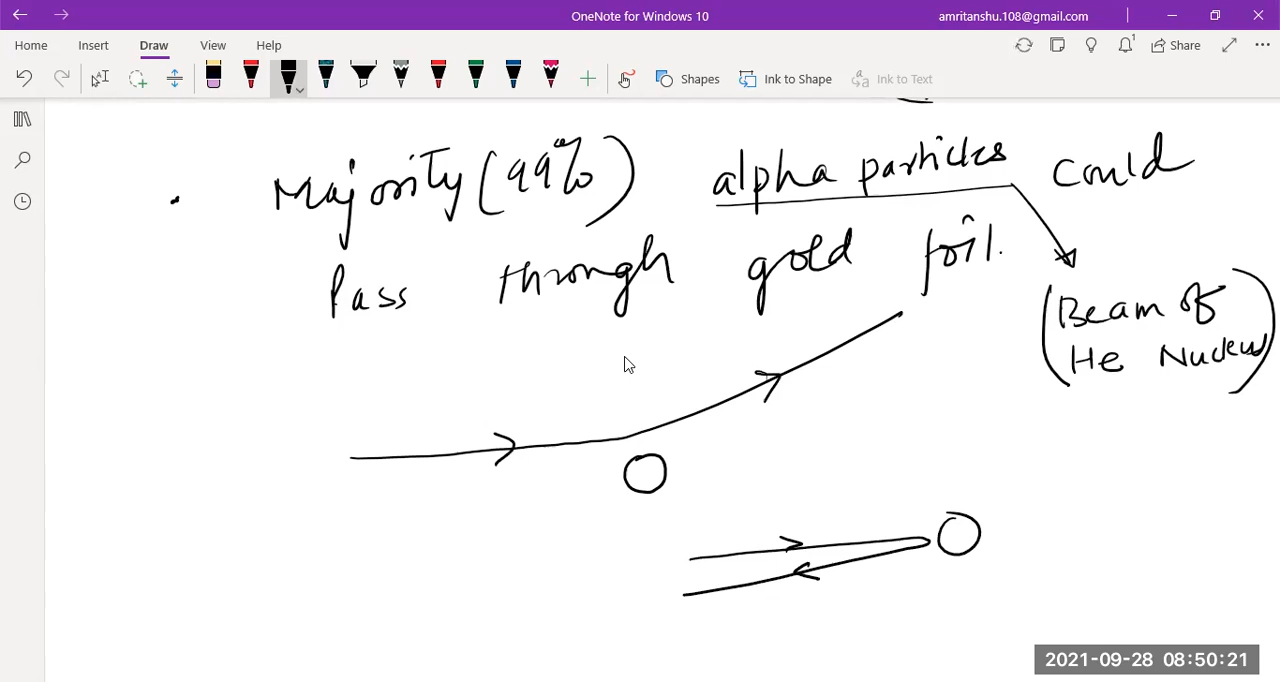 OneNote for Windows 10
amritanshu.108@gmail.com
Home Insert Draw View Help
Share
Shapes Ink to Shape Ink to Text
. Majority (99%) alpha particles could
Pass through gold foil.
(Beam of
He Nucleus)
2021-09-28 08:50:21